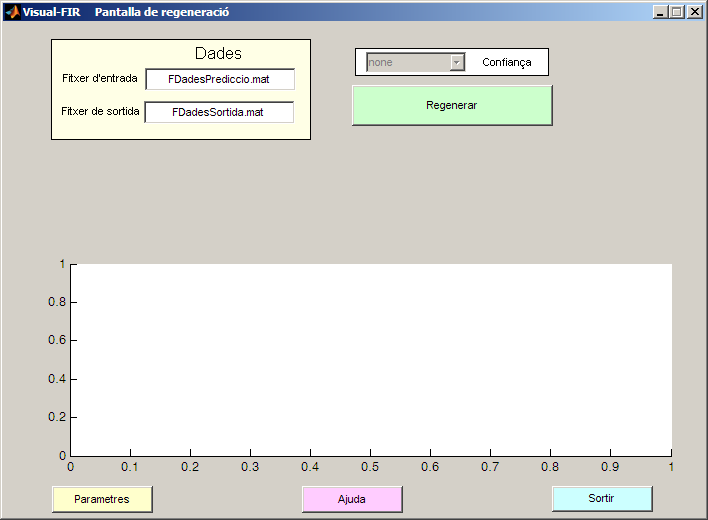 Visual-FIR Pantalla de regeneració
Dades
Fitxer d'entrada FDadesPrediccio.mat
Fitxer de sortida FDadesSortida.mat
none Confiança
Regenerar
1
0.8
0.6
0.4
0.2
0
0 0.1 0.2 0.3 0.4 0.5 0.6 0.7 0.8 0.9 1
Parametres Ajuda Sortir